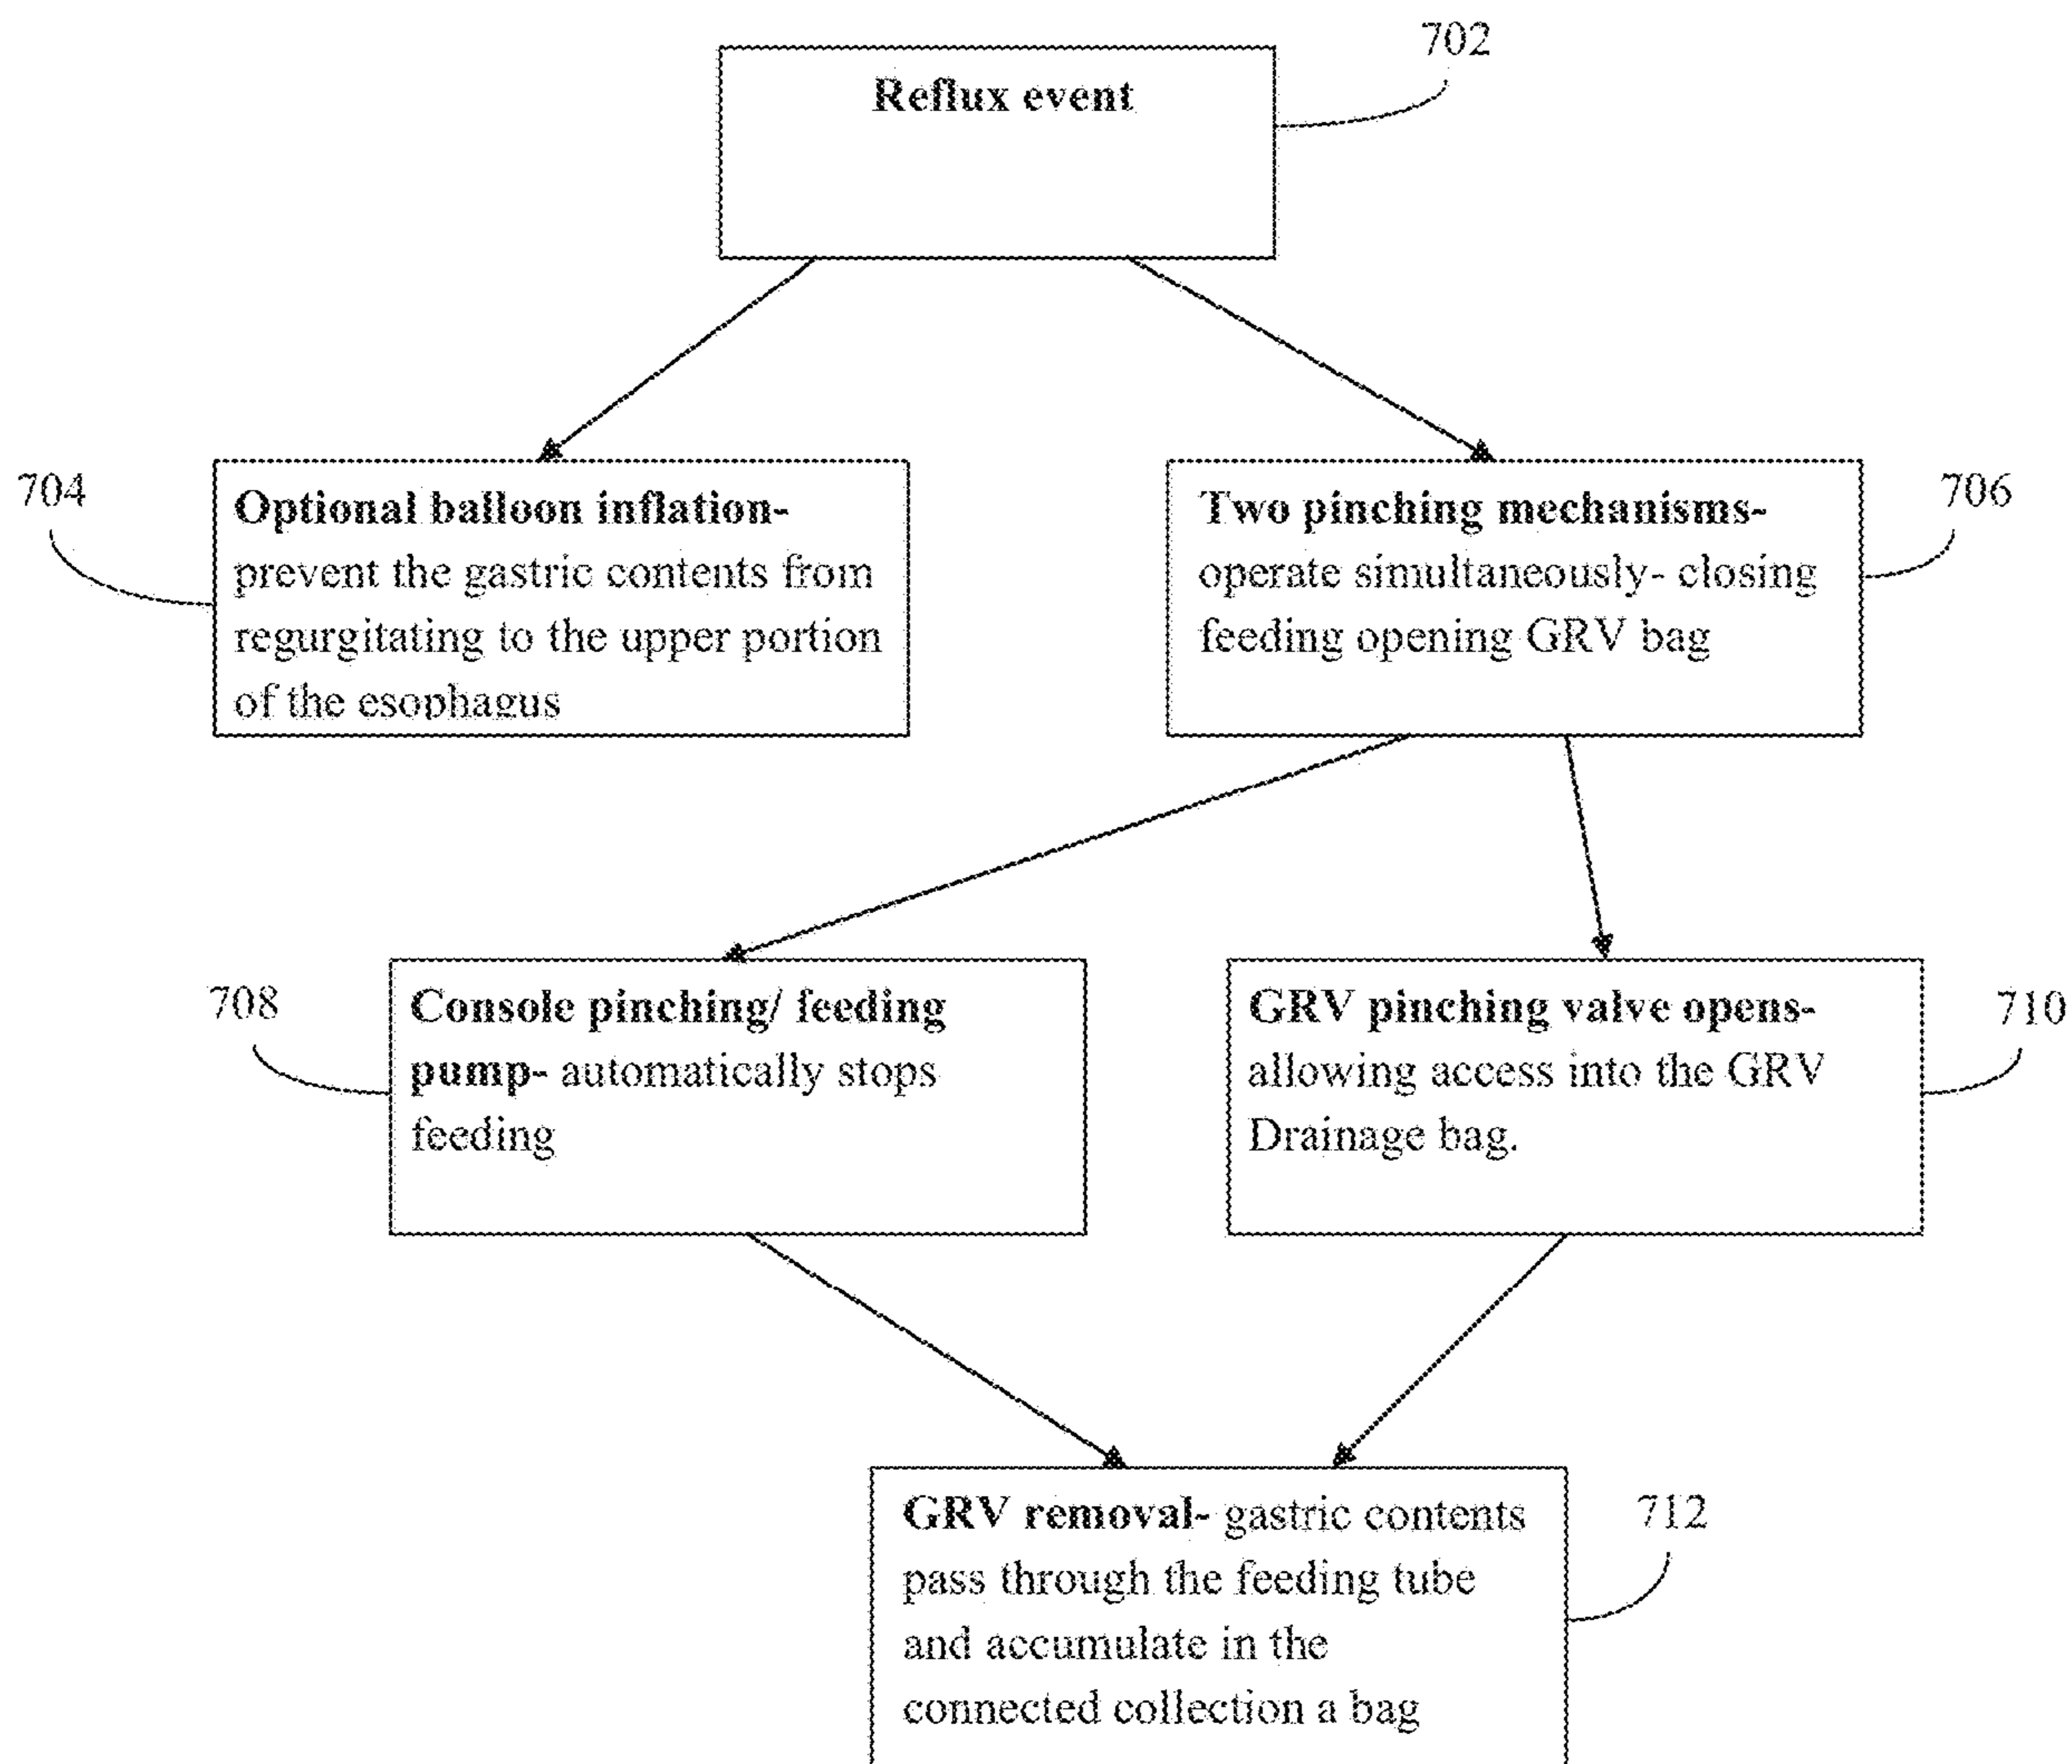 702
Reflux event
704
Optional balloon inflation-
prevent the gastric contents from
regurgitating to the upper portion
of the esophagus
706
Two pinching mechanisms-
operate simultaneously- closing
feeding opening GRV bag
708
Console pinching/ feeding
pump- automatically stops
feeding
710
GRV pinching valve opens-
allowing access into the GRV
Drainage bag.
712
GRV removal- gastric contents
pass through the feeding tube
and accumulate in the
connected collection a bag